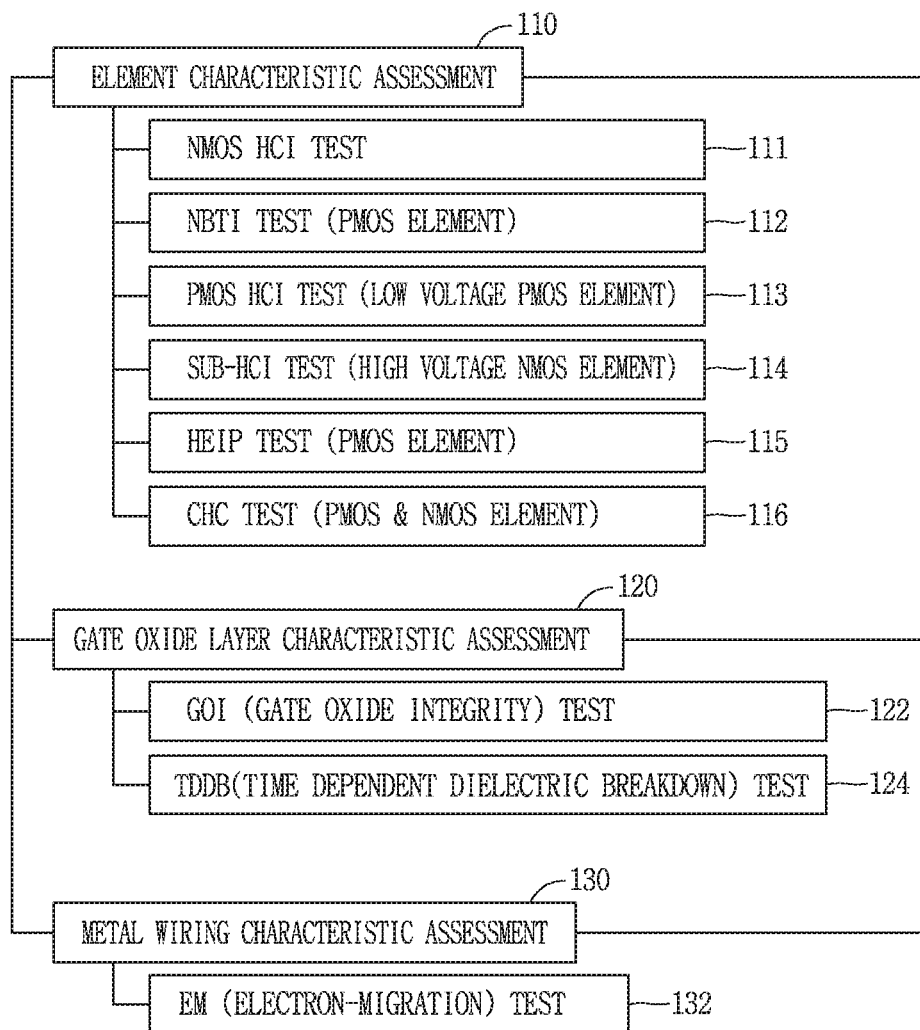 110
ELEMENT CHARACTERISTIC ASSESSMENT
NMOS HCI TEST
111
NBTI TEST (PMOS ELEMENT)
112
PMOS HCI TEST (LOW VOLTAGE PMOS ELEMENT)
113
SUB-HCI TEST (HIGH VOLTAGE NMOS ELEMENT)
114
HEIP TEST (PMOS ELEMENT)
115
CHC TEST (PMOS & NMOS ELEMENT)
116
120
GATE OXIDE LAYER CHARACTERISTIC ASSESSMENT
GOI (GATE OXIDE INTEGRITY) TEST
122
TDDB(TIME DEPENDENT DIELECTRIC BREAKDOWN) TEST
124
130
METAL WIRING CHARACTERISTIC ASSESSMENT
EM (ELECTRON-MIGRATION) TEST
132